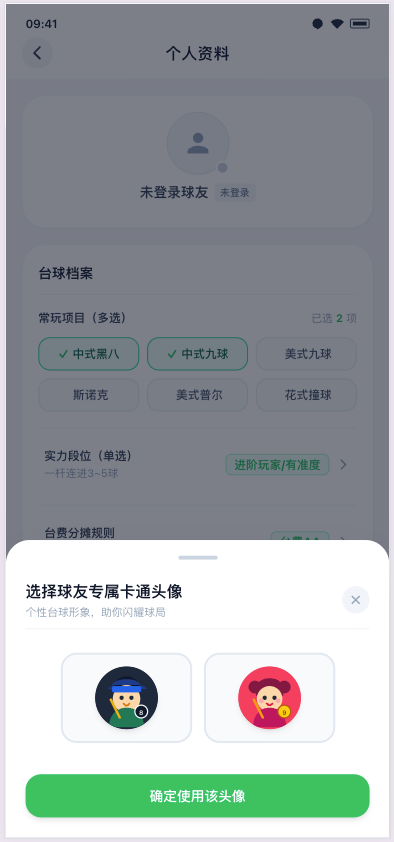 09:41
个人资料
未登录球友 未登录
台球档案
常玩项目（多选） 已选 2 项
中式黑八 中式九球 美式九球
斯诺克 美式普尔 花式撞球
实力段位（单选）
一杆连进3~5球
进阶玩家/有准度
台费分摊规则
选择球友专属卡通头像
个性台球形象，助你闪耀球局
8 9
确定使用该头像